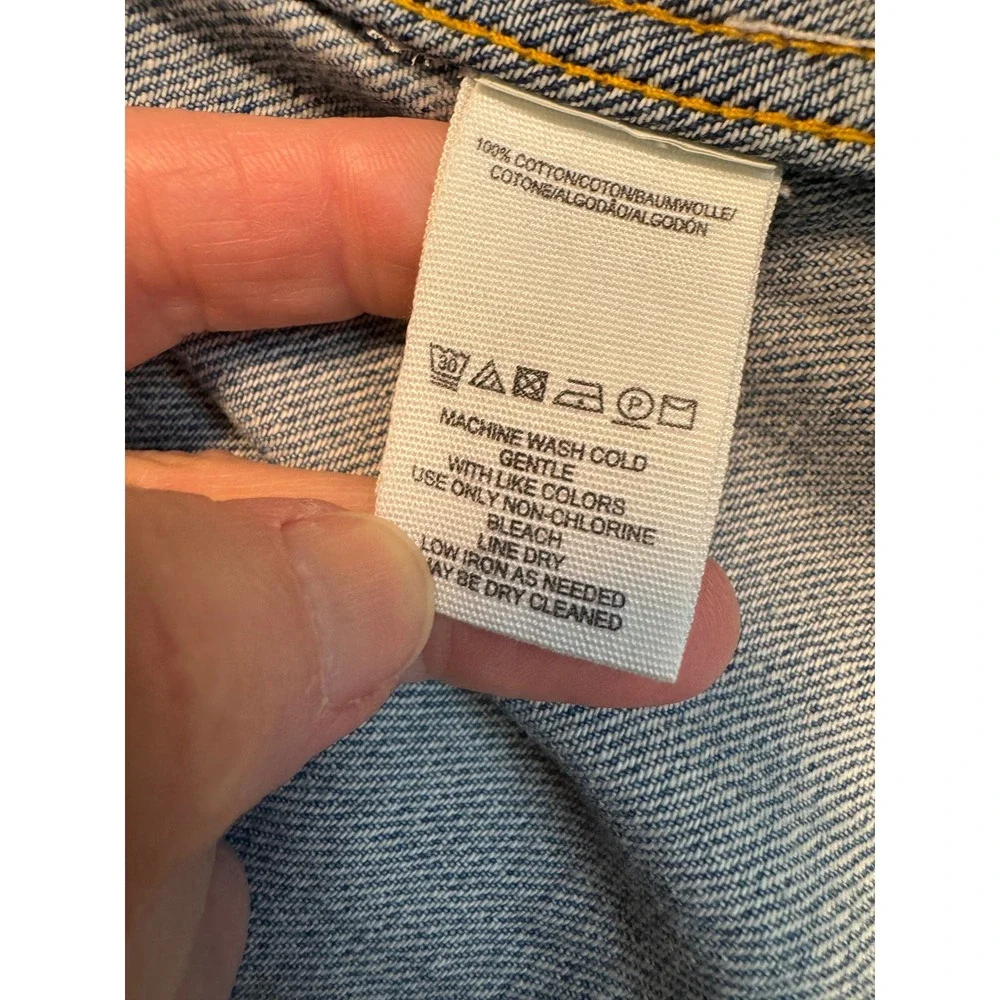 100% COTTON/COTON/BAUMWOLLE/
COTONE/ALGODÃO/ALGODÓN
30 P
MACHINE WASH COLD
GENTLE
WITH LIKE COLORS
USE ONLY NON-CHLORINE
BLEACH
LINE DRY
LOW IRON AS NEEDED
MAY BE DRY CLEANED